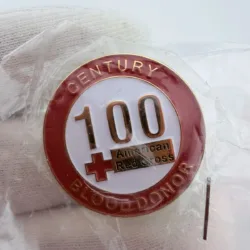 CENTURY
100
American
Red Cross
BLOOD DONOR